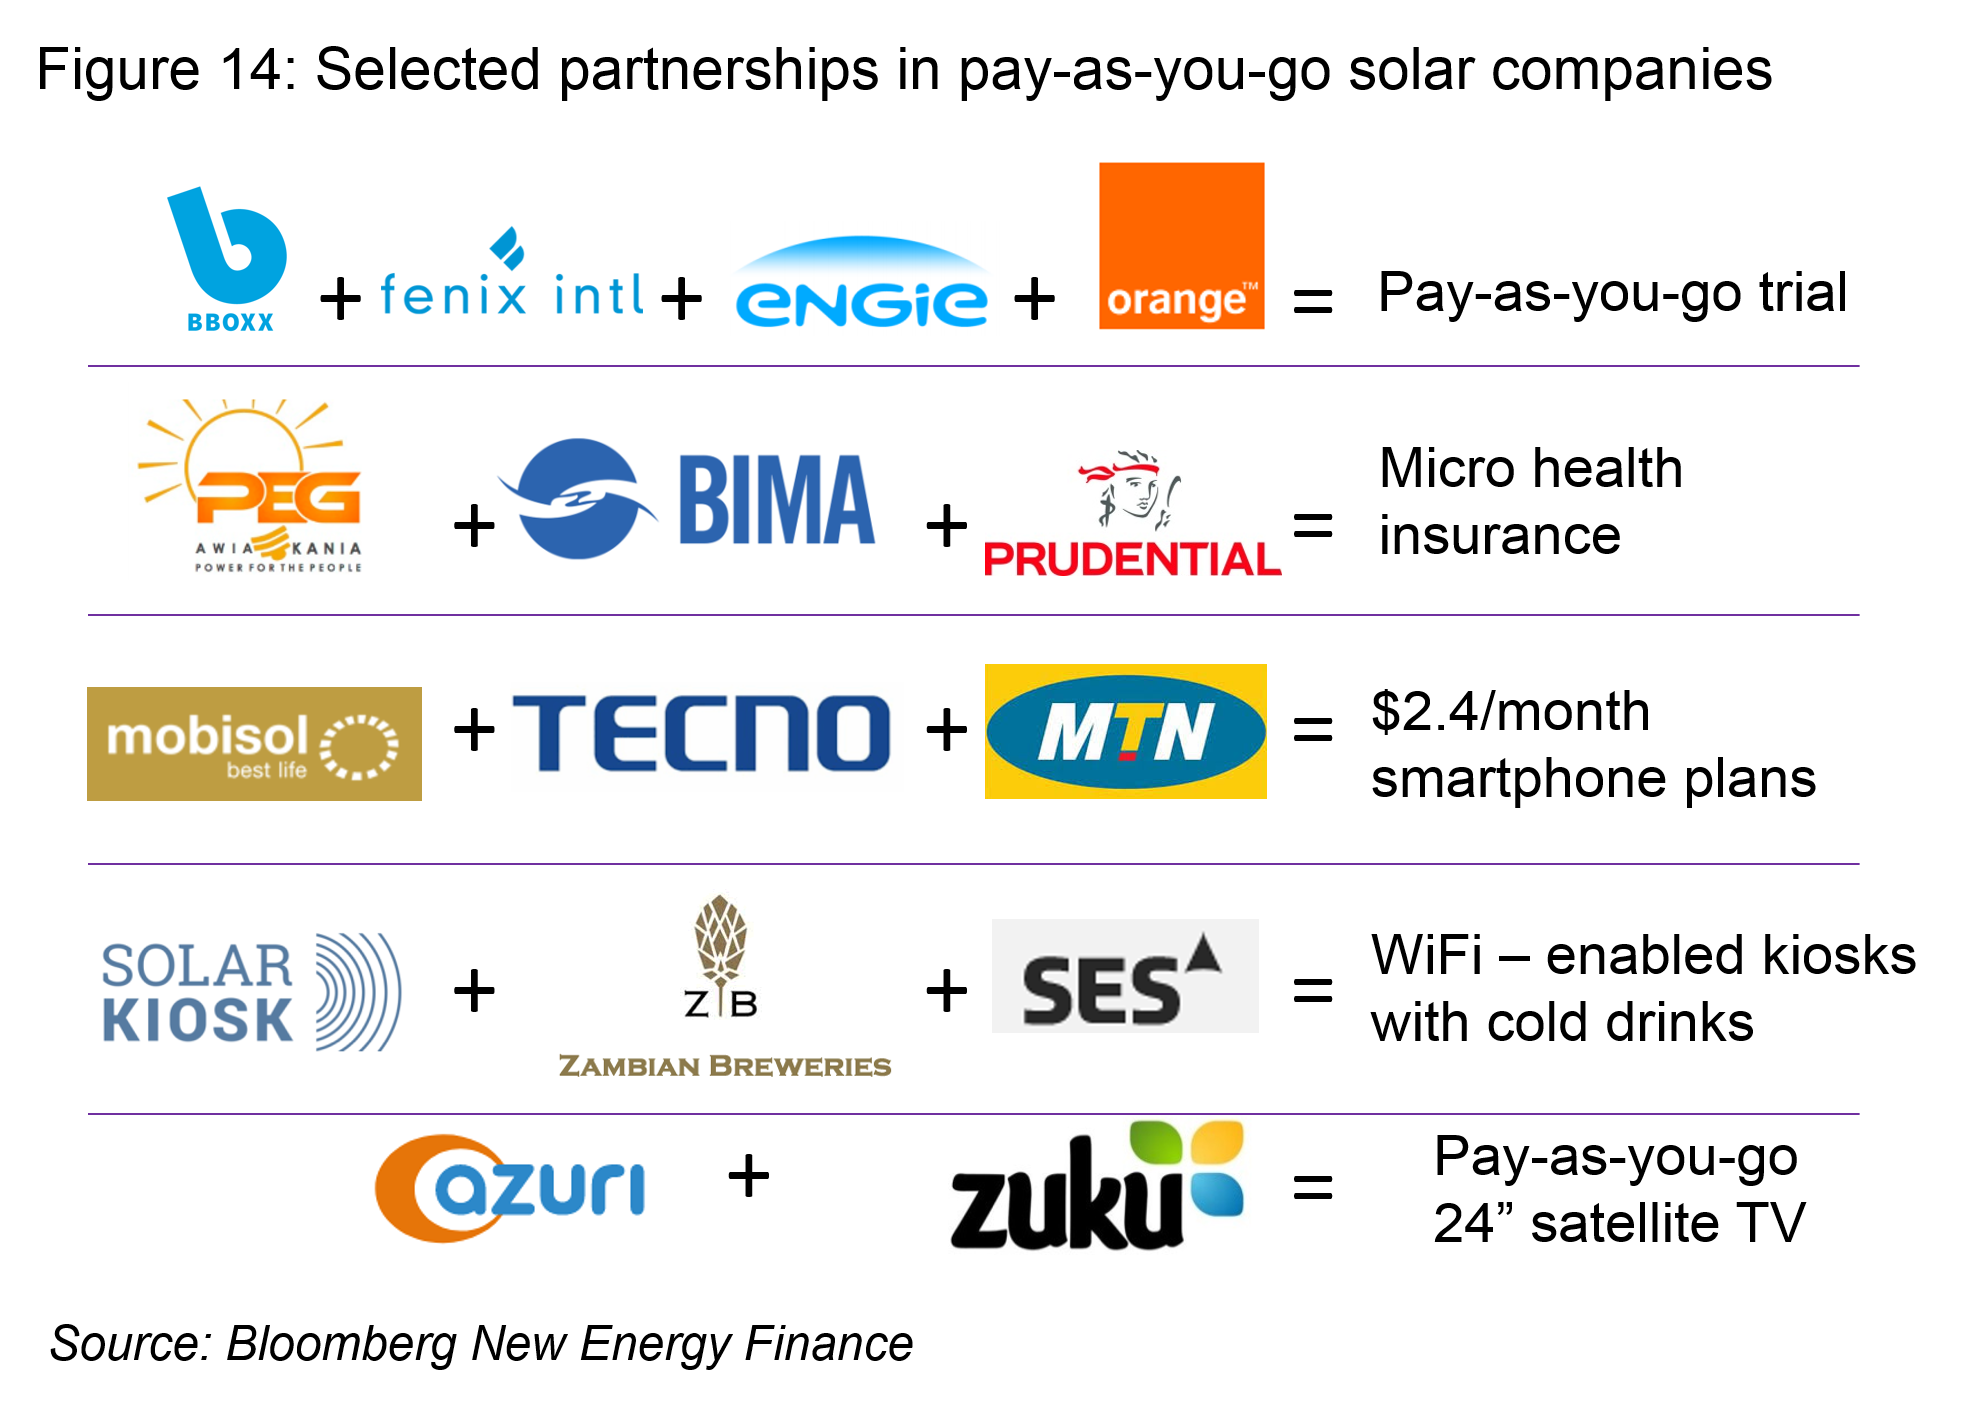 Figure 14: Selected partnerships in pay-as-you-go solar companies
BBOXX
+ fenix intl + ENGIE + orange™ = Pay-as-you-go trial
PEG
AWIA KANIA
POWER FOR THE PEOPLE
+ BIMA + PRUDENTIAL =
Micro health
insurance
mobisol
best life
+ TECNO + MTN =
$2.4/month
smartphone plans
SOLAR
KIOSK
+
Z B
ZAMBIAN BREWERIES
+ SES =
WiFi – enabled kiosks
with cold drinks
azuri + zuku =
Pay-as-you-go
24” satellite TV
Source: Bloomberg New Energy Finance